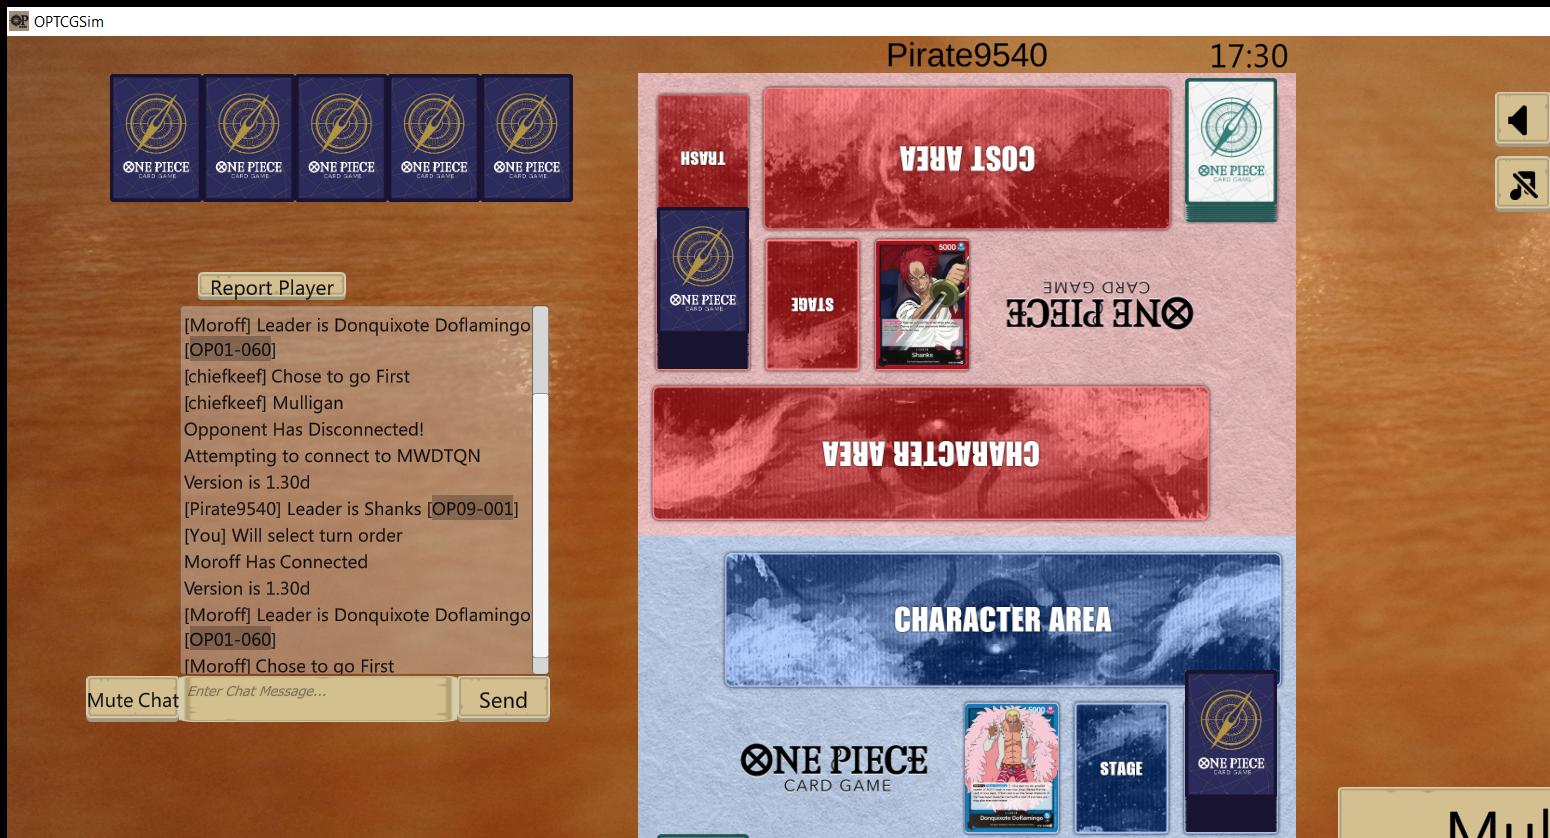 OPTCGSim
Pirate9540
17:30
ONE PIECE
CARD GAME
ONE PIECE
CARD GAME
ONE PIECE
CARD GAME
ONE PIECE
CARD GAME
ONE PIECE
CARD GAME
TRASH
COST AREA
ONE PIECE
CARD GAME
ONE PIECE
CARD GAME
STAGE
5000
Shanks
ONE PIECE
CARD GAME
CHARACTER AREA
Report Player
[Moroff] Leader is Donquixote Doflamingo
[OP01-060]
[chiefkeef] Chose to go First
[chiefkeef] Mulligan
Opponent Has Disconnected!
Attempting to connect to MWDTQN
Version is 1.30d
[Pirate9540] Leader is Shanks [OP09-001]
[You] Will select turn order
Moroff Has Connected
Version is 1.30d
[Moroff] Leader is Donquixote Doflamingo
[OP01-060]
[Moroff] Chose to go First
Mute Chat
Enter Chat Message...
Send
CHARACTER AREA
ONE PIECE
CARD GAME
5000
Donquixote Doflamingo
STAGE
ONE PIECE
CARD GAME
Mul